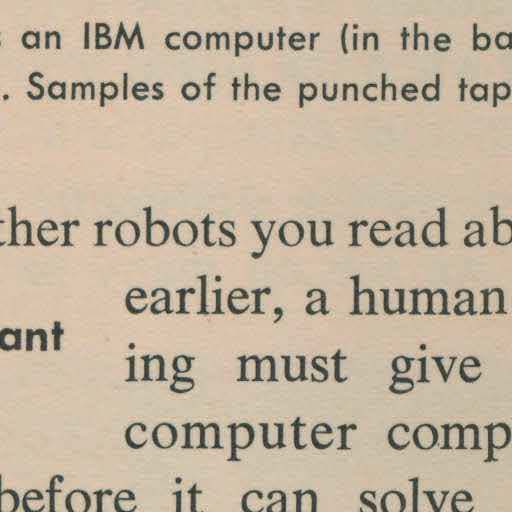 an IBM computer (in the ba
. Samples of the punched tap
ther robots you read ab
earlier, a human
ant
ing must give
computer comp
before it can solve